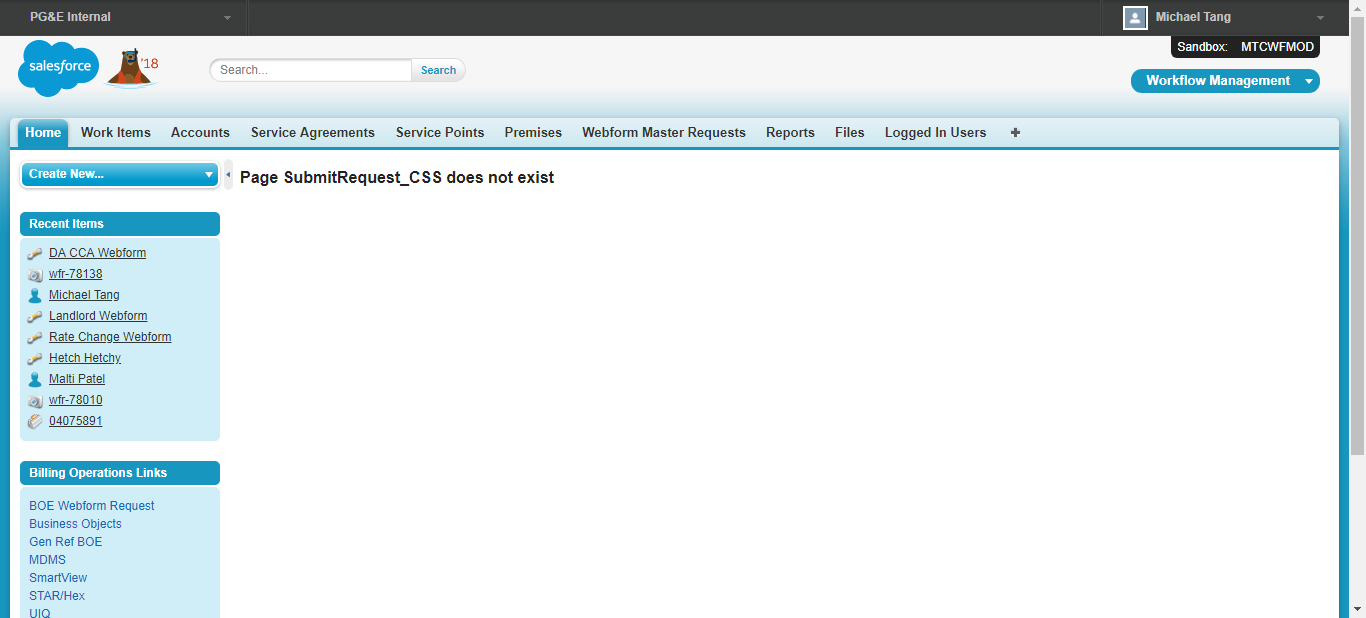 PG&E Internal
Michael Tang
Sandbox: MTCWFMOD
salesforce
'18
Search...
Search
Workflow Management
Home Work Items Accounts Service Agreements Service Points Premises Webform Master Requests Reports Files Logged In Users
Create New...
Page SubmitRequest_CSS does not exist
Recent Items
DA CCA Webform
wfr-78138
Michael Tang
Landlord Webform
Rate Change Webform
Hetch Hetchy
Malti Patel
wfr-78010
04075891
Billing Operations Links
BOE Webform Request
Business Objects
Gen Ref BOE
MDMS
SmartView
STAR/Hex
UIQ